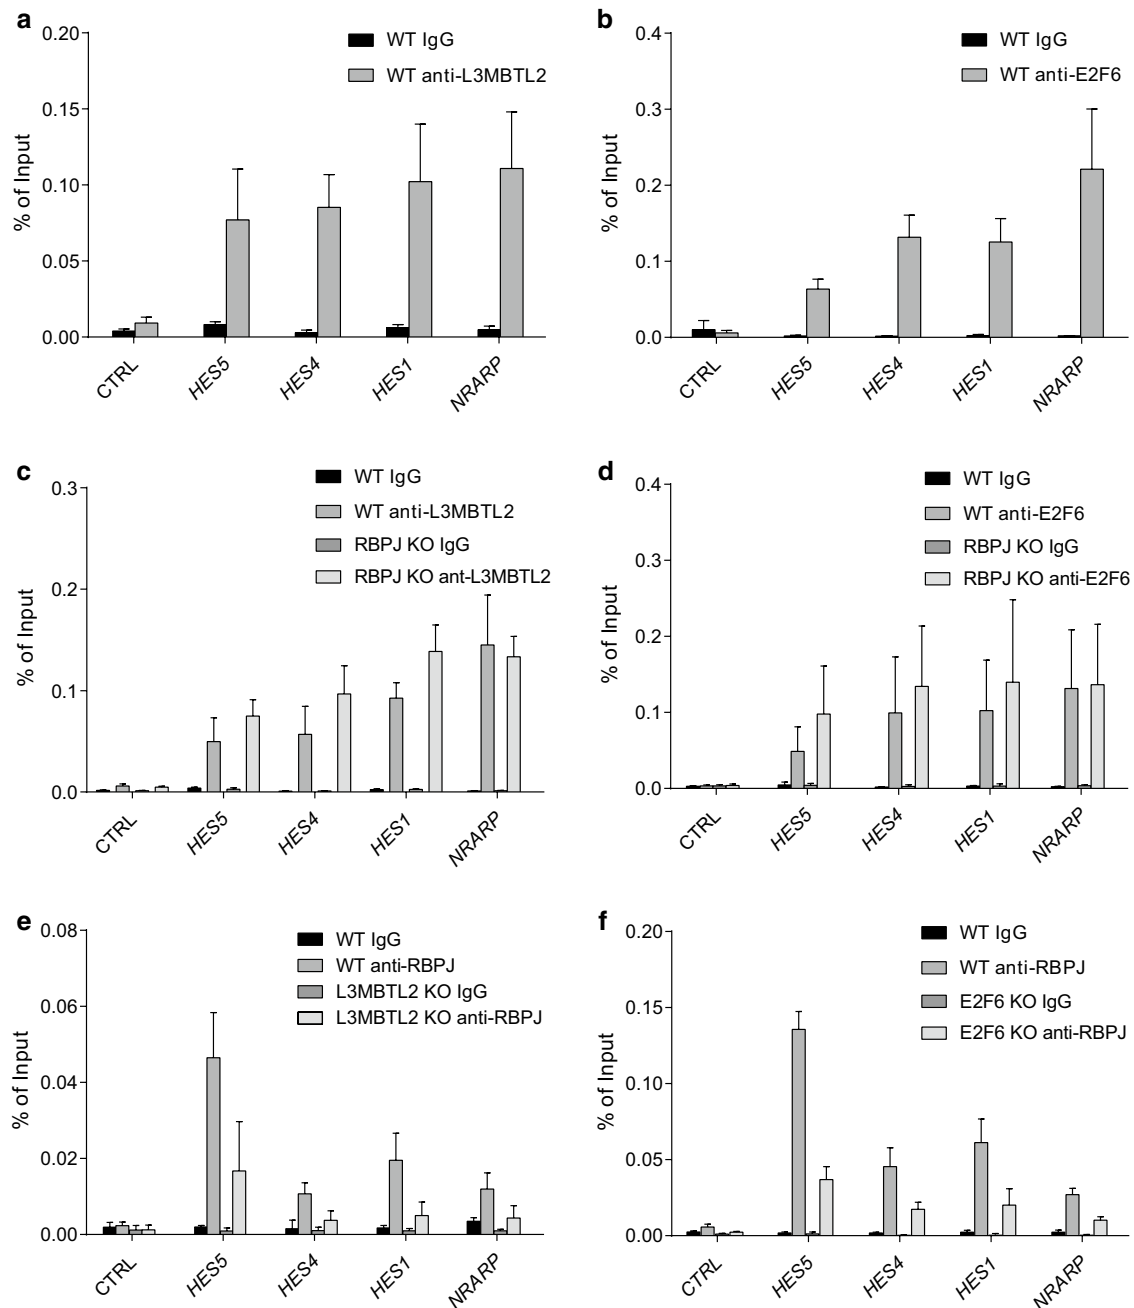 a
0.20
0.15
0.10
0.05
0.00
% of Input
WT IgG
WT anti-L3MBTL2
CTRL
HES5
HES4
HES1
NRARP
b
0.4
0.3
0.2
0.1
0.0
% of Input
WT IgG
WT anti-E2F6
CTRL
HES5
HES4
HES1
NRARP
c
0.3
0.2
0.1
0.0
% of Input
WT IgG
WT anti-L3MBTL2
RBPJ KO IgG
RBPJ KO ant-L3MBTL2
CTRL
HES5
HES4
HES1
NRARP
d
0.4
0.3
0.2
0.1
0.0
% of Input
WT IgG
WT anti-E2F6
RBPJ KO IgG
RBPJ KO anti-E2F6
CTRL
HES5
HES4
HES1
NRARP
e
0.08
0.06
0.04
0.02
0.00
% of Input
WT IgG
WT anti-RBPJ
L3MBTL2 KO IgG
L3MBTL2 KO anti-RBPJ
CTRL
HES5
HES4
HES1
NRARP
f
0.20
0.15
0.10
0.05
0.00
% of Input
WT IgG
WT anti-RBPJ
E2F6 KO IgG
E2F6 KO anti-RBPJ
CTRL
HES5
HES4
HES1
NRARP